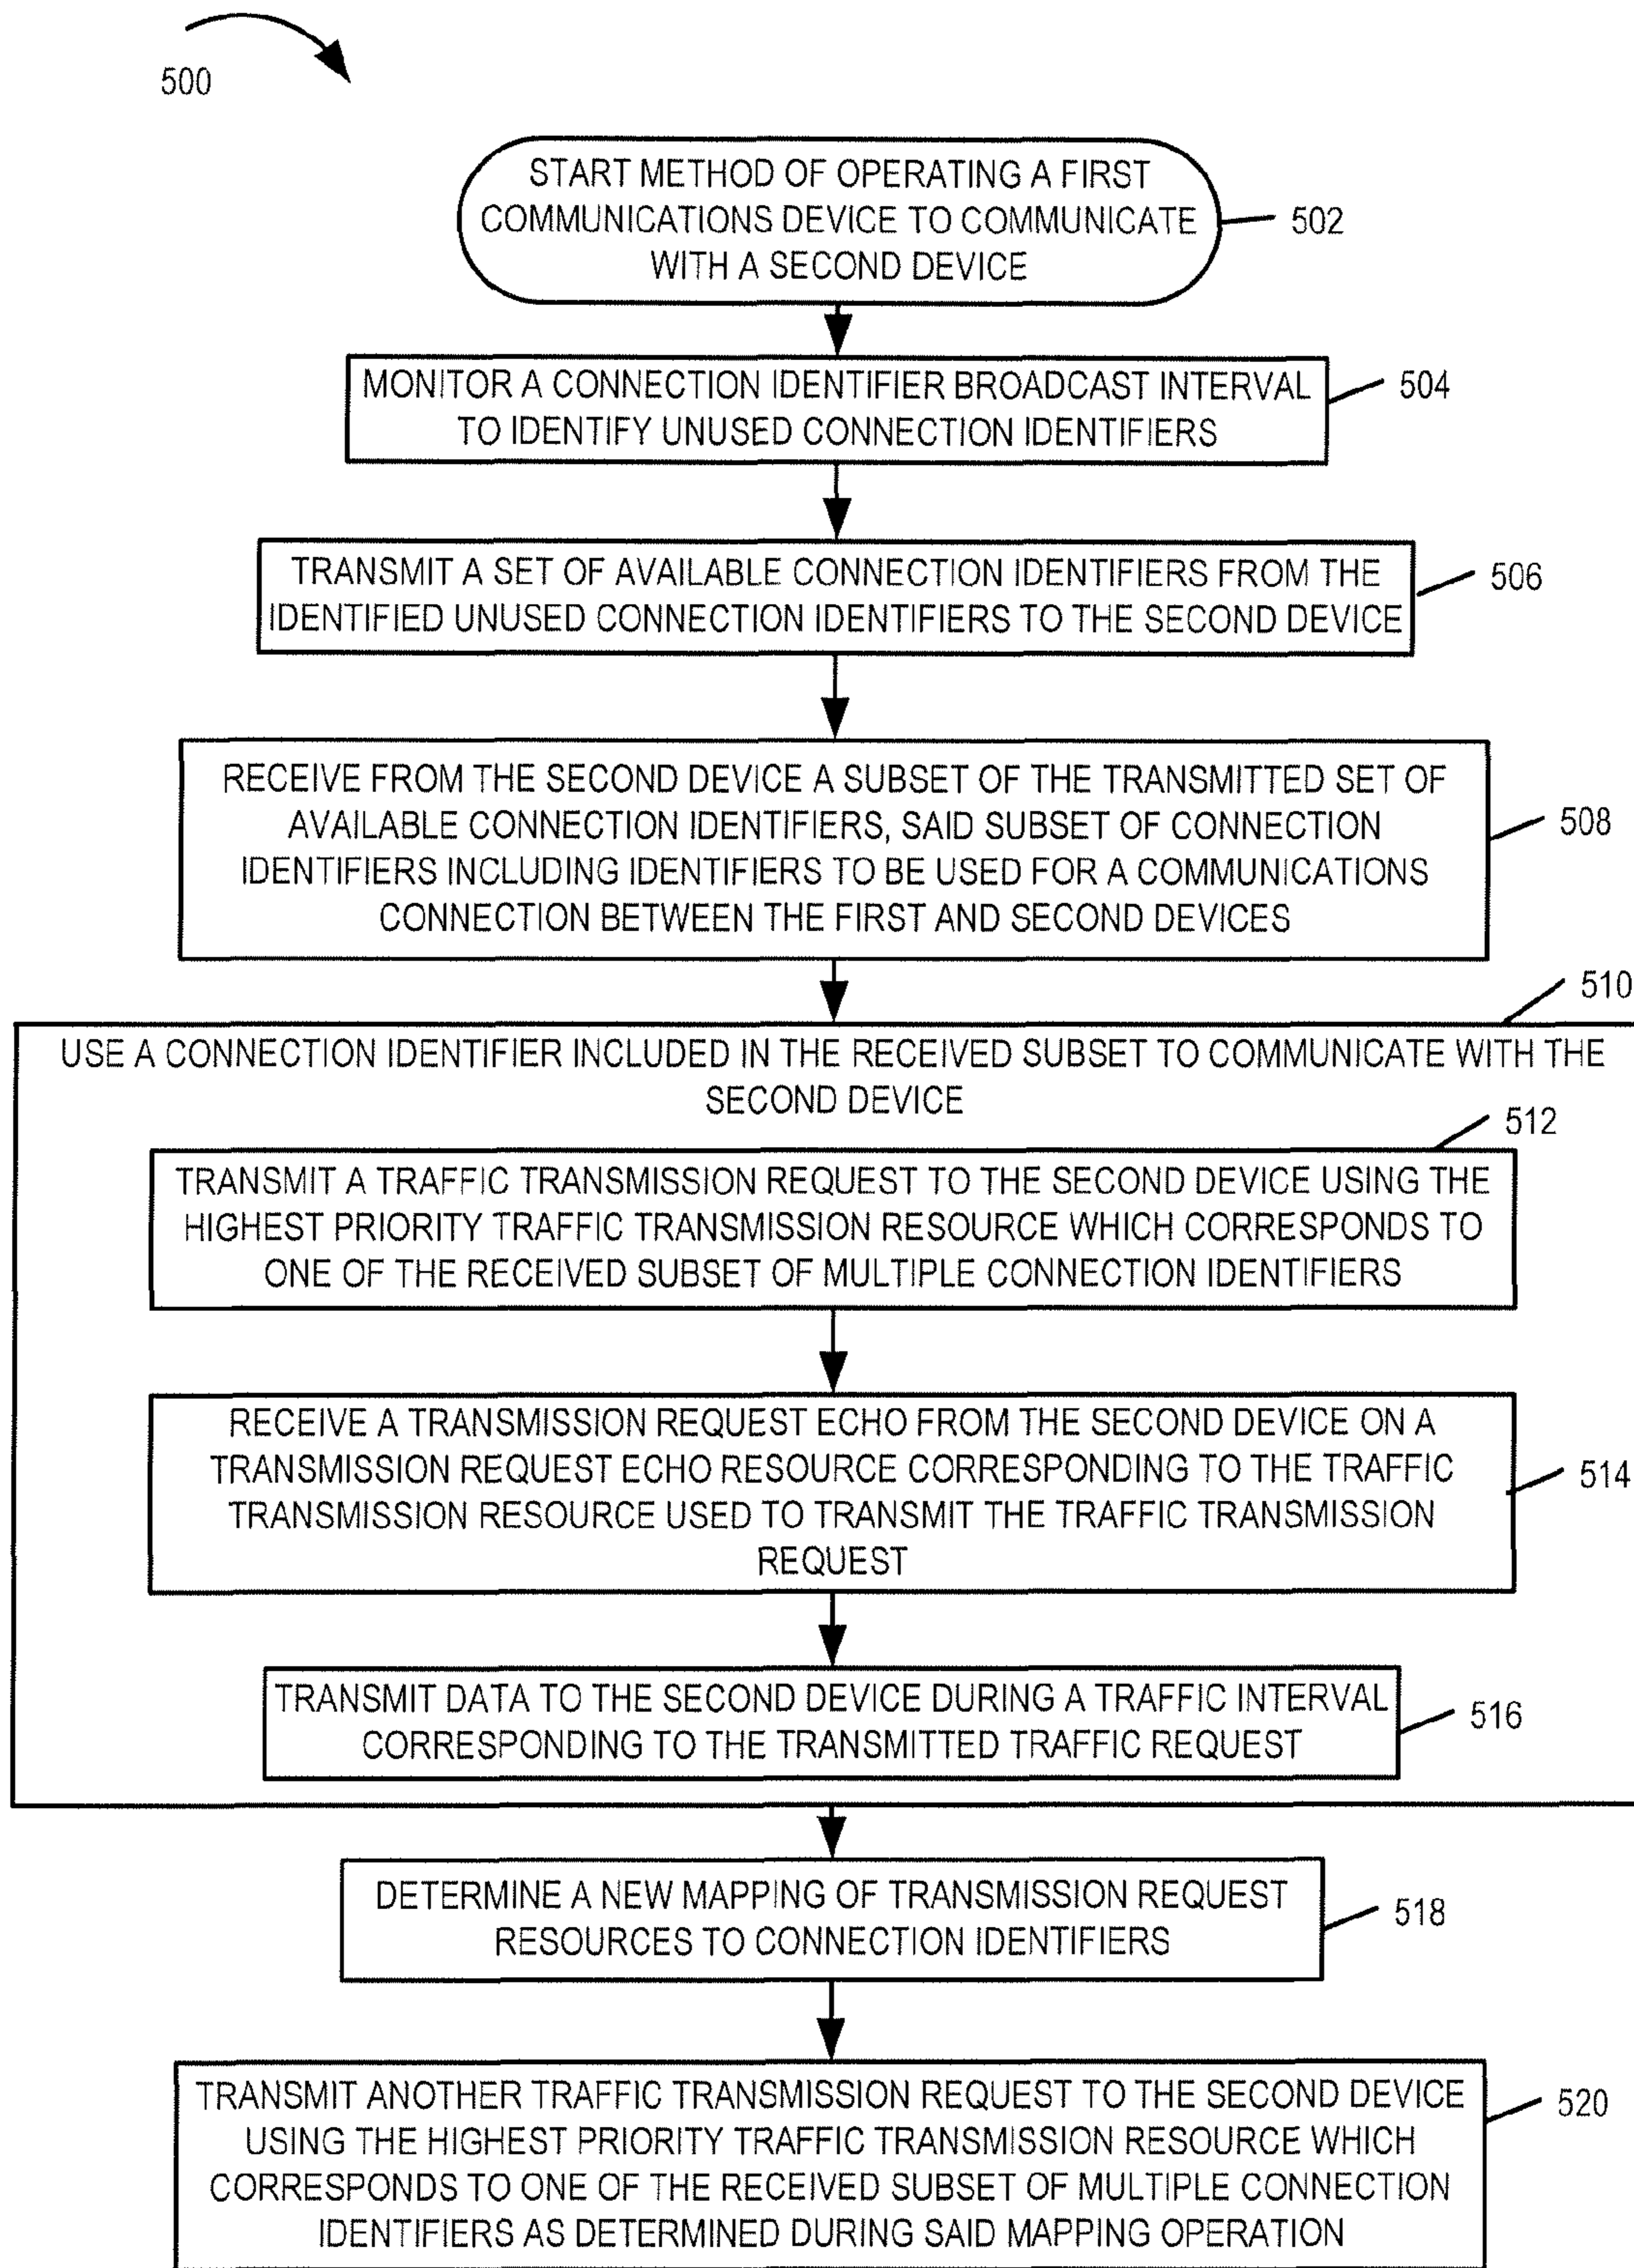 500
START METHOD OF OPERATING A FIRST
COMMUNICATIONS DEVICE TO COMMUNICATE
WITH A SECOND DEVICE
502
MONITOR A CONNECTION IDENTIFIER BROADCAST INTERVAL
TO IDENTIFY UNUSED CONNECTION IDENTIFIERS
504
TRANSMIT A SET OF AVAILABLE CONNECTION IDENTIFIERS FROM THE
IDENTIFIED UNUSED CONNECTION IDENTIFIERS TO THE SECOND DEVICE
506
RECEIVE FROM THE SECOND DEVICE A SUBSET OF THE TRANSMITTED SET OF
AVAILABLE CONNECTION IDENTIFIERS, SAID SUBSET OF CONNECTION
IDENTIFIERS INCLUDING IDENTIFIERS TO BE USED FOR A COMMUNICATIONS
CONNECTION BETWEEN THE FIRST AND SECOND DEVICES
508
510
USE A CONNECTION IDENTIFIER INCLUDED IN THE RECEIVED SUBSET TO COMMUNICATE WITH THE
SECOND DEVICE
512
TRANSMIT A TRAFFIC TRANSMISSION REQUEST TO THE SECOND DEVICE USING THE
HIGHEST PRIORITY TRAFFIC TRANSMISSION RESOURCE WHICH CORRESPONDS TO
ONE OF THE RECEIVED SUBSET OF MULTIPLE CONNECTION IDENTIFIERS
RECEIVE A TRANSMISSION REQUEST ECHO FROM THE SECOND DEVICE ON A
TRANSMISSION REQUEST ECHO RESOURCE CORRESPONDING TO THE TRAFFIC
TRANSMISSION RESOURCE USED TO TRANSMIT THE TRAFFIC TRANSMISSION
REQUEST
514
TRANSMIT DATA TO THE SECOND DEVICE DURING A TRAFFIC INTERVAL
CORRESPONDING TO THE TRANSMITTED TRAFFIC REQUEST
516
DETERMINE A NEW MAPPING OF TRANSMISSION REQUEST
RESOURCES TO CONNECTION IDENTIFIERS
518
TRANSMIT ANOTHER TRAFFIC TRANSMISSION REQUEST TO THE SECOND DEVICE
USING THE HIGHEST PRIORITY TRAFFIC TRANSMISSION RESOURCE WHICH
CORRESPONDS TO ONE OF THE RECEIVED SUBSET OF MULTIPLE CONNECTION
IDENTIFIERS AS DETERMINED DURING SAID MAPPING OPERATION
520